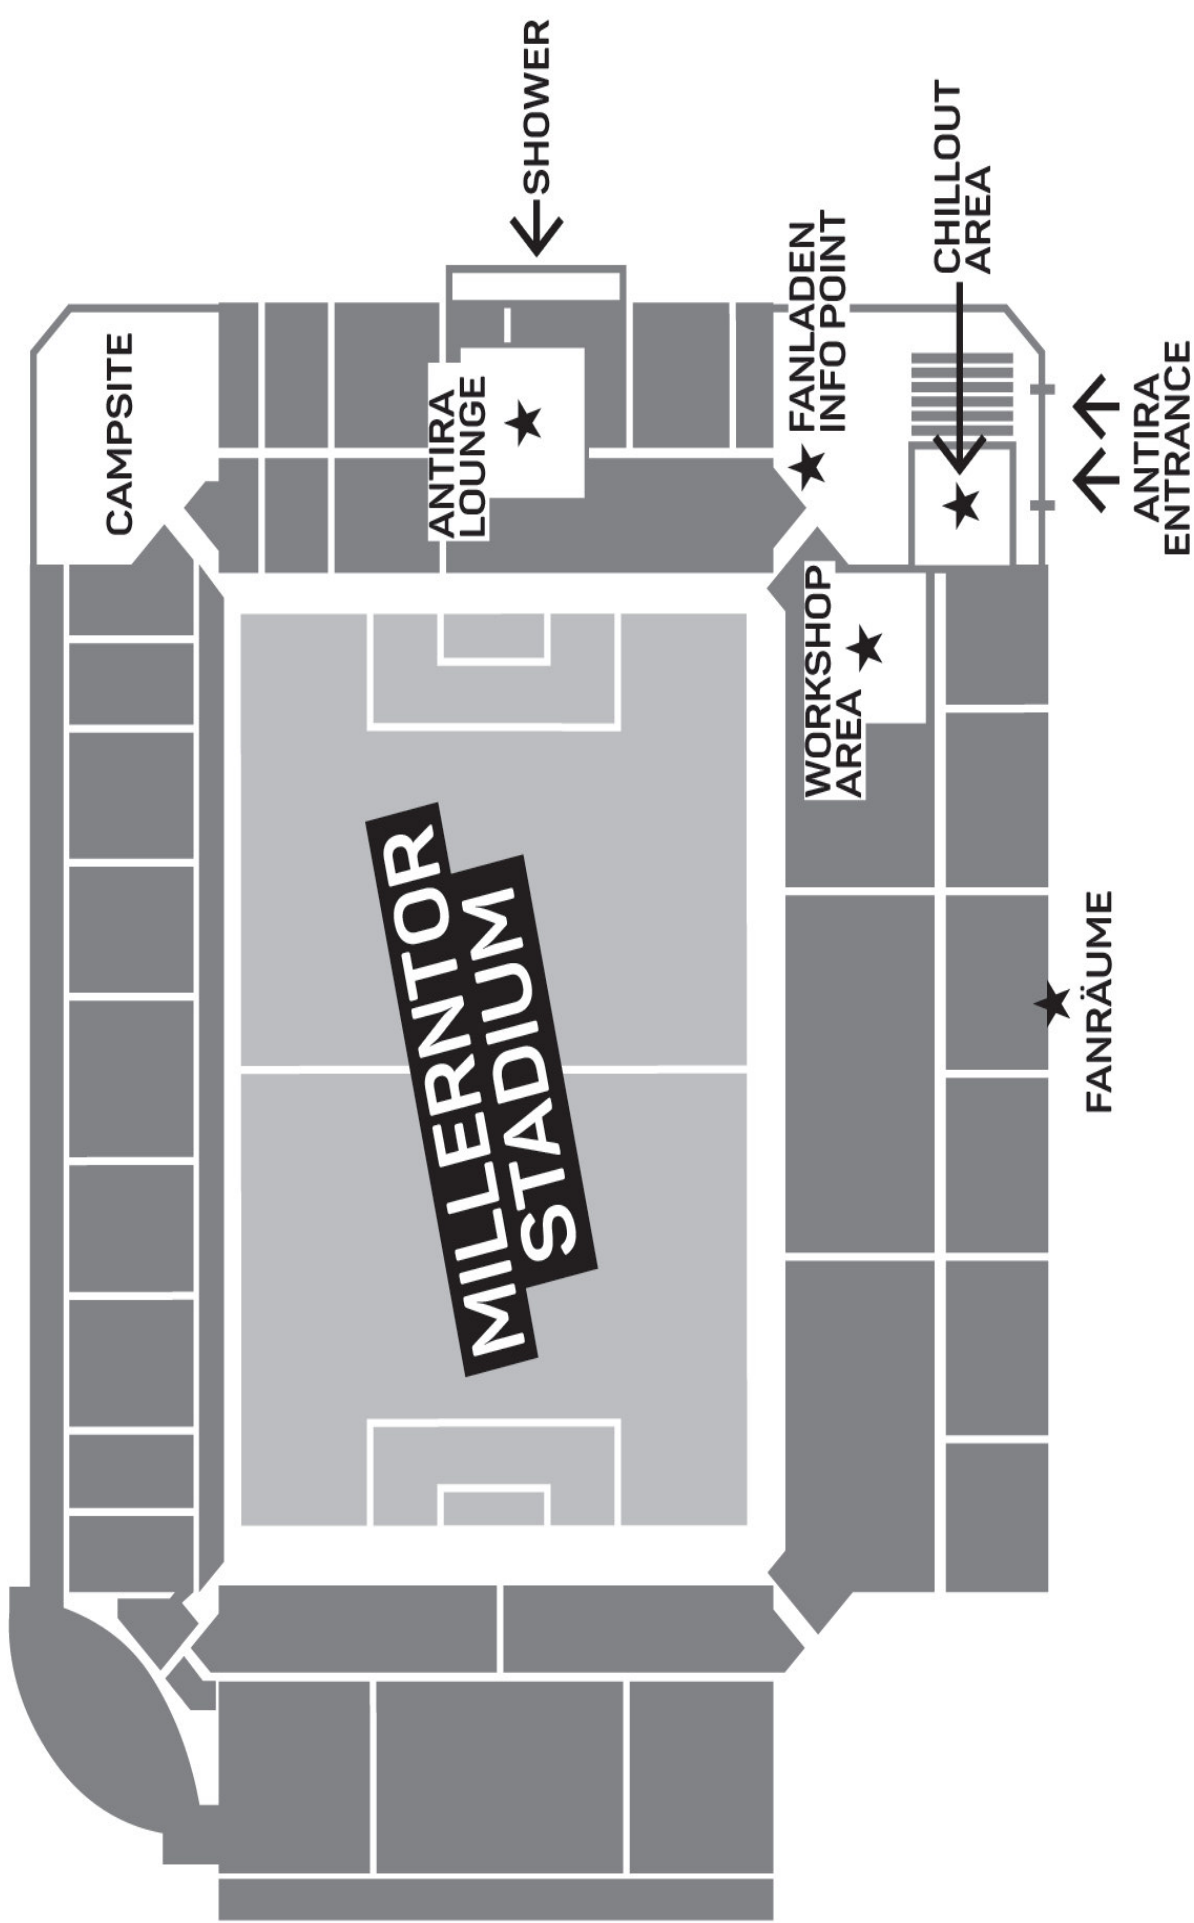 SHOWER
CHILLOUT
AREA
FANLADEN
INFO POINT
CAMPSITE
ANTIRA
LOUNGE
ANTIRA
ENTRANCE
WORKSHOP
AREA
MILLERNTOR
STADIUM
FANRÄUME